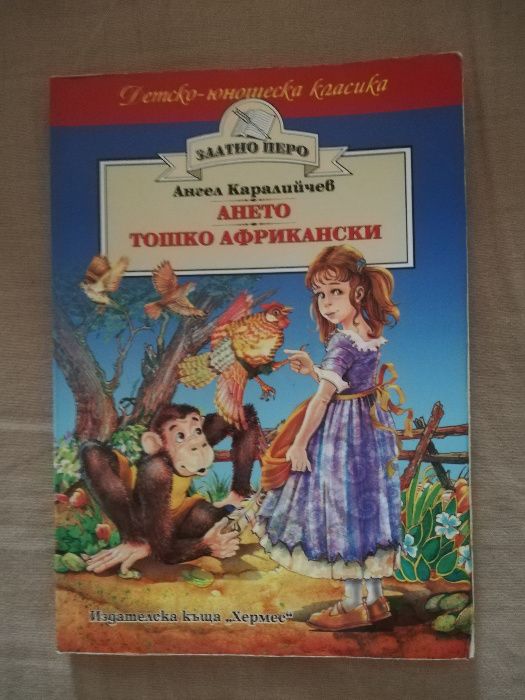 Детско-юношеска класика
ЗЛАТНО ПЕРО
Ангел Каралийчев
АНЕТО
ТОШКО АФРИКАНСКИ
Издателска къща „Хермес“